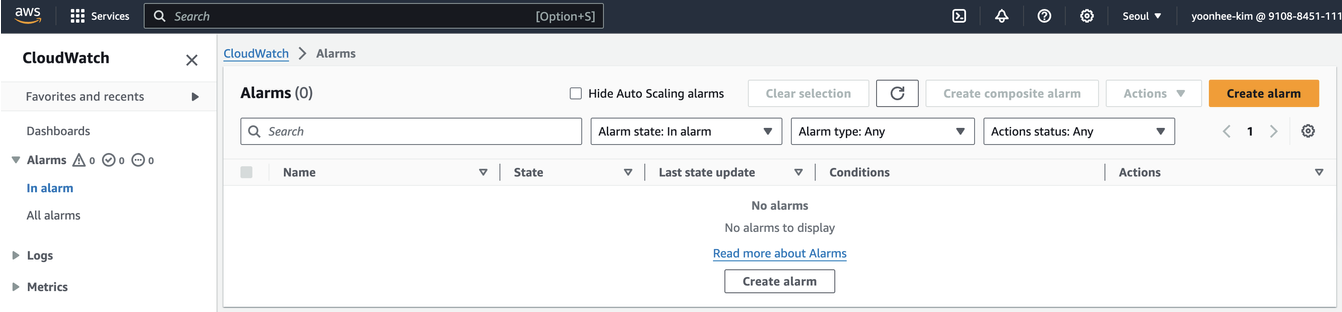 aws Services Search [Option+S] Seoul ▼ yoonhee-kim @ 9108-8451-111
CloudWatch
Favorites and recents
Dashboards
Alarms 0 0 0
In alarm
All alarms
Logs
Metrics
CloudWatch > Alarms
Alarms (0) Hide Auto Scaling alarms Clear selection Create composite alarm Actions ▼ Create alarm
Search Alarm state: In alarm Alarm type: Any Actions status: Any < 1 >
Name State Last state update Conditions Actions
No alarms
No alarms to display
Read more about Alarms
Create alarm